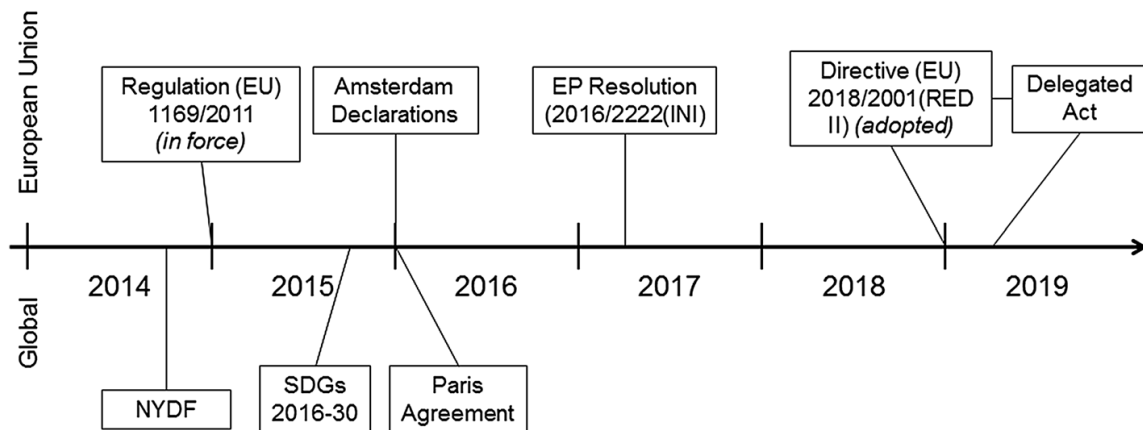 European Union
Regulation (EU)
1169/2011
(in force)
Amsterdam
Declarations
EP Resolution
(2016/2222(INI)
Directive (EU)
2018/2001(RED
II) (adopted)
Delegated
Act
2014
2015
2016
2017
2018
2019
Global
NYDF
SDGs
2016-30
Paris
Agreement